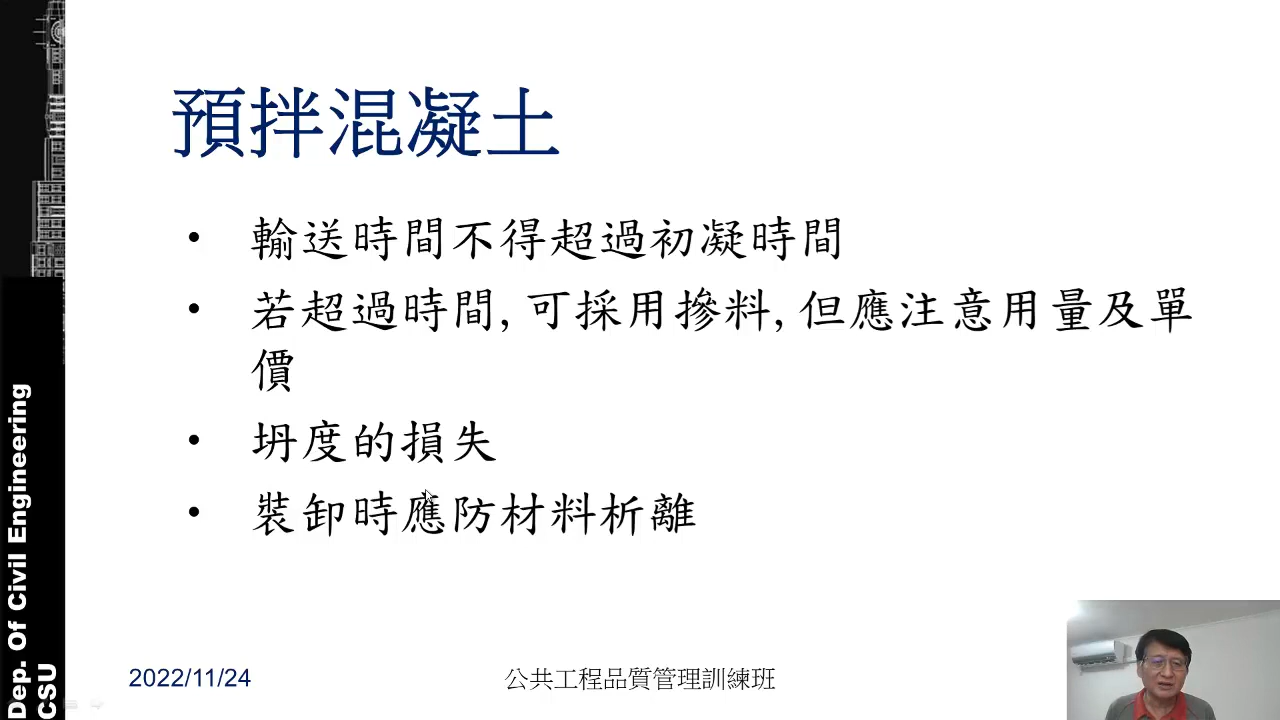 預拌混凝土
• 輸送時間不得超過初凝時間
• 若超過時間, 可採用摻料, 但應注意用量及單
價
• 坍度的損失
• 裝卸時應防材料析離
2022/11/24
公共工程品質管理訓練班
Dep. Of Civil Engineering
CSU